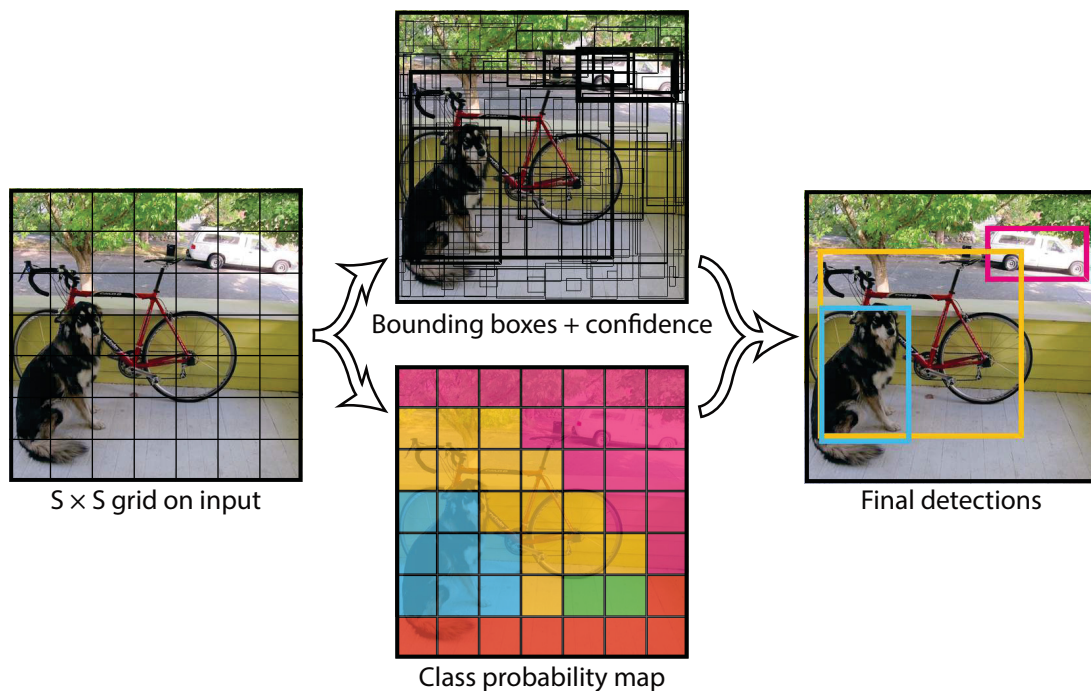 Bounding boxes + confidence
S × S grid on input
Final detections
Class probability map